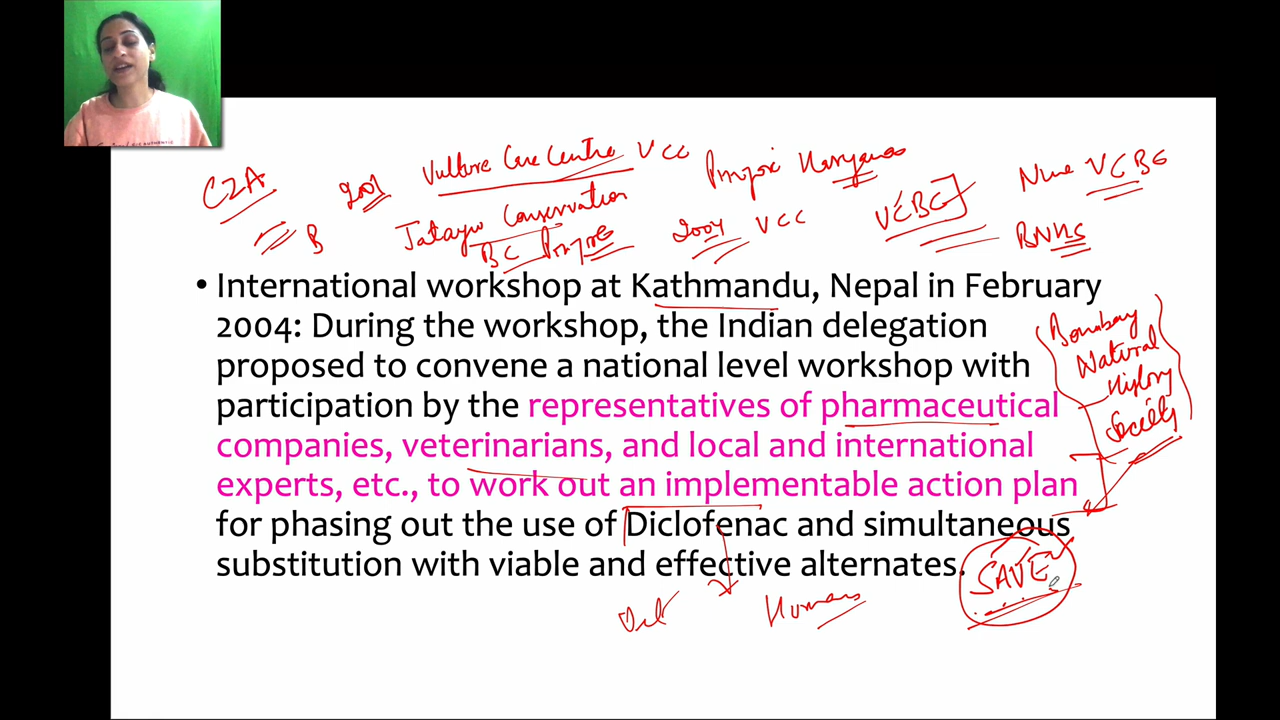 CZA
2001
Vulture Care Centre VCC
Pinjore Haryana
Nine VCBC
B
Jatayu Conservation
BC Pinjore
2004 VCC
VCBC
BNHS
• International workshop at Kathmandu, Nepal in February
2004: During the workshop, the Indian delegation
proposed to convene a national level workshop with
participation by the representatives of pharmaceutical
companies, veterinarians, and local and international
experts, etc., to work out an implementable action plan
for phasing out the use of Diclofenac and simultaneous
substitution with viable and effective alternates.
Bombay
Natural
History
Society
SAVE
Humans